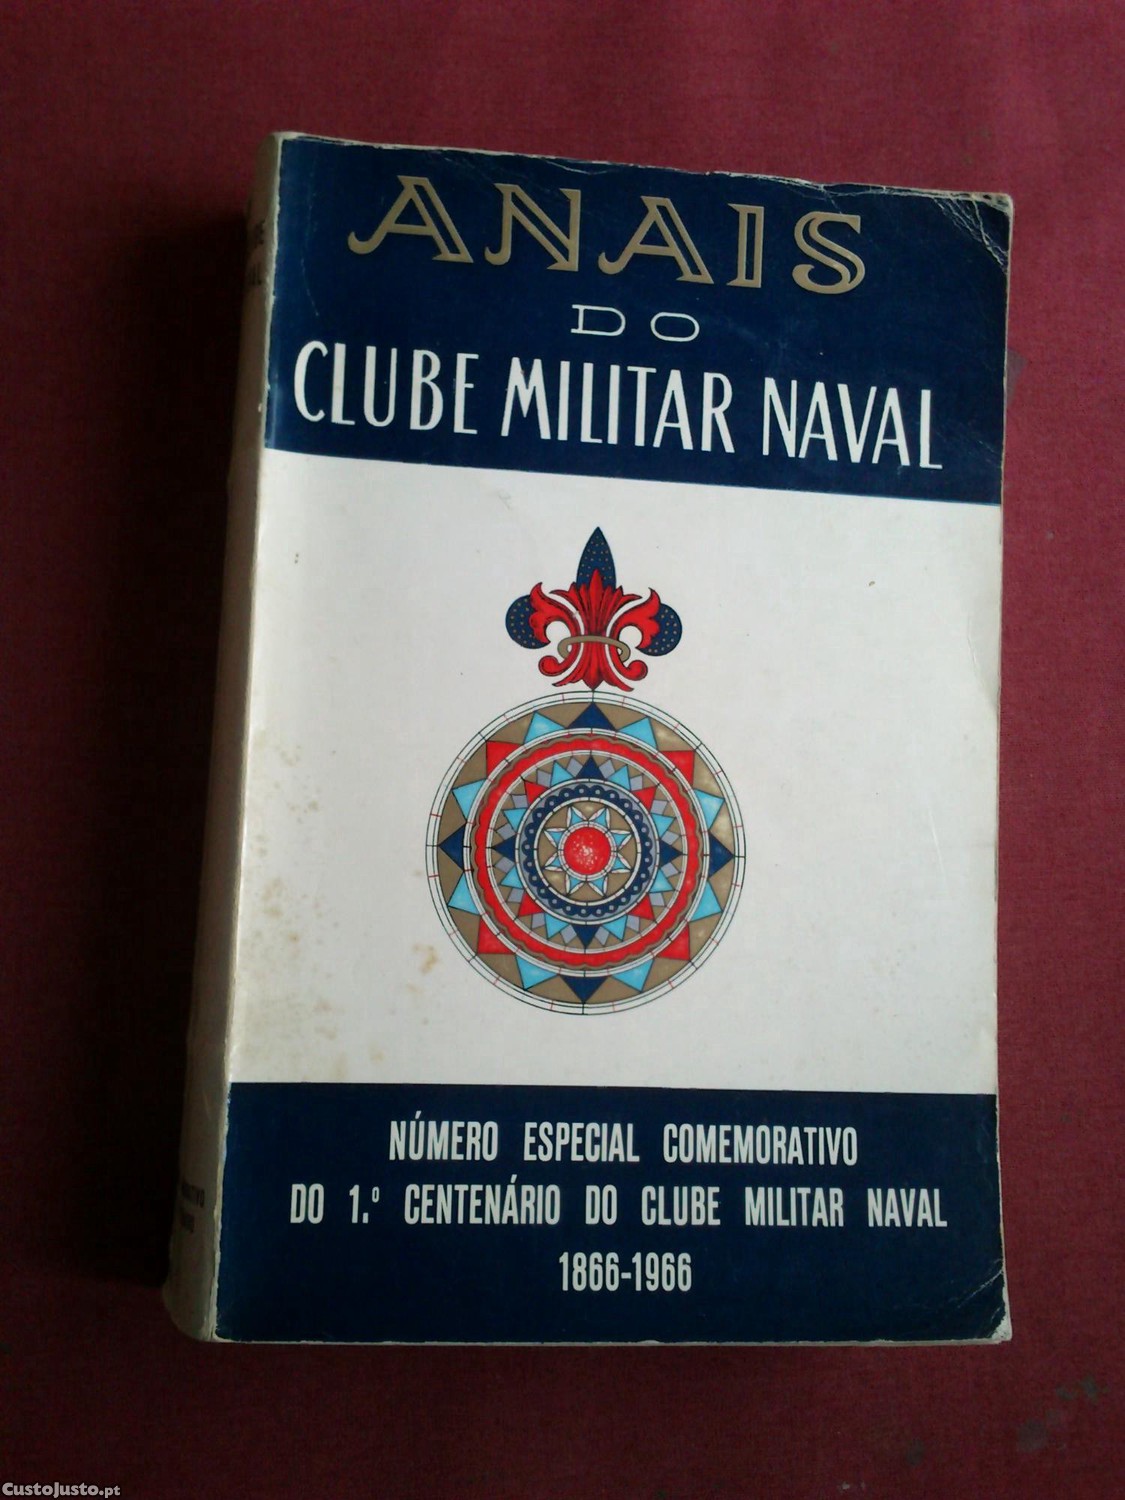 ANAIS
DO
CLUBE MILITAR NAVAL
NÚMERO ESPECIAL COMEMORATIVO
DO 1.º CENTENÁRIO DO CLUBE MILITAR NAVAL
1866-1966
CustoJusto.pt